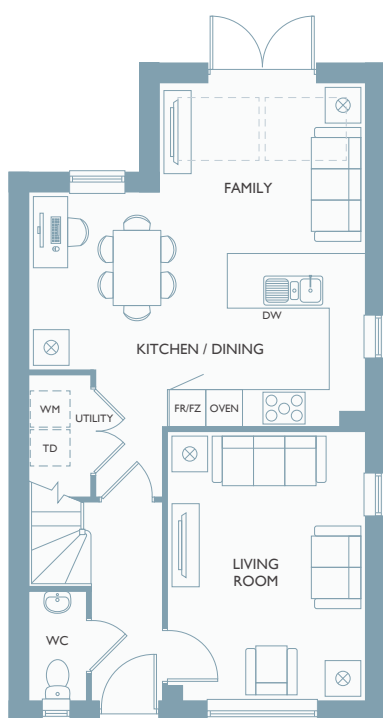 FAMILY
DW
KITCHEN / DINING
FR/FZ
OVEN
WM
UTILITY
TD
LIVING
ROOM
WC